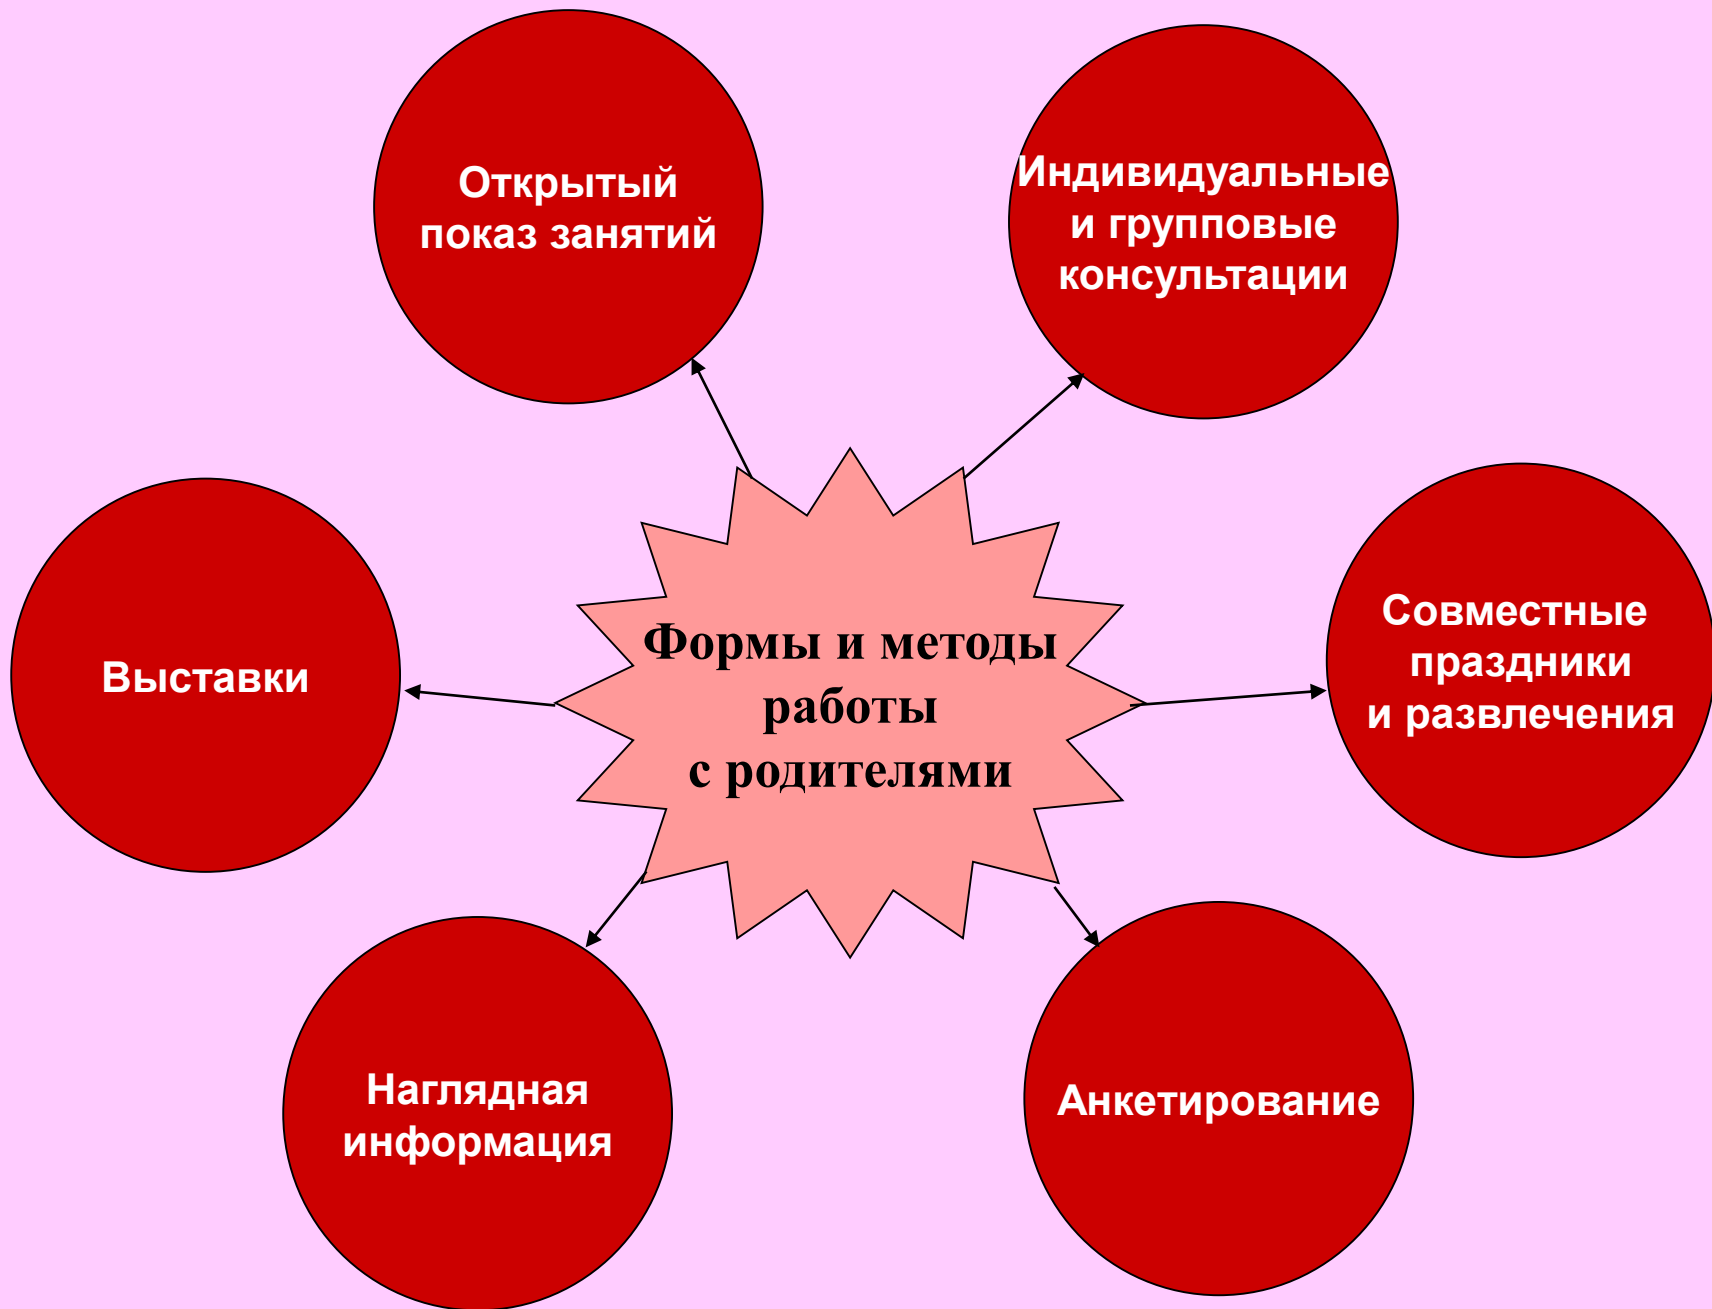 Открытый
показ занятий
Индивидуальные
и групповые
консультации
Выставки
Формы и методы
работы
с родителями
Совместные
праздники
и развлечения
Наглядная
информация
Анкетирование